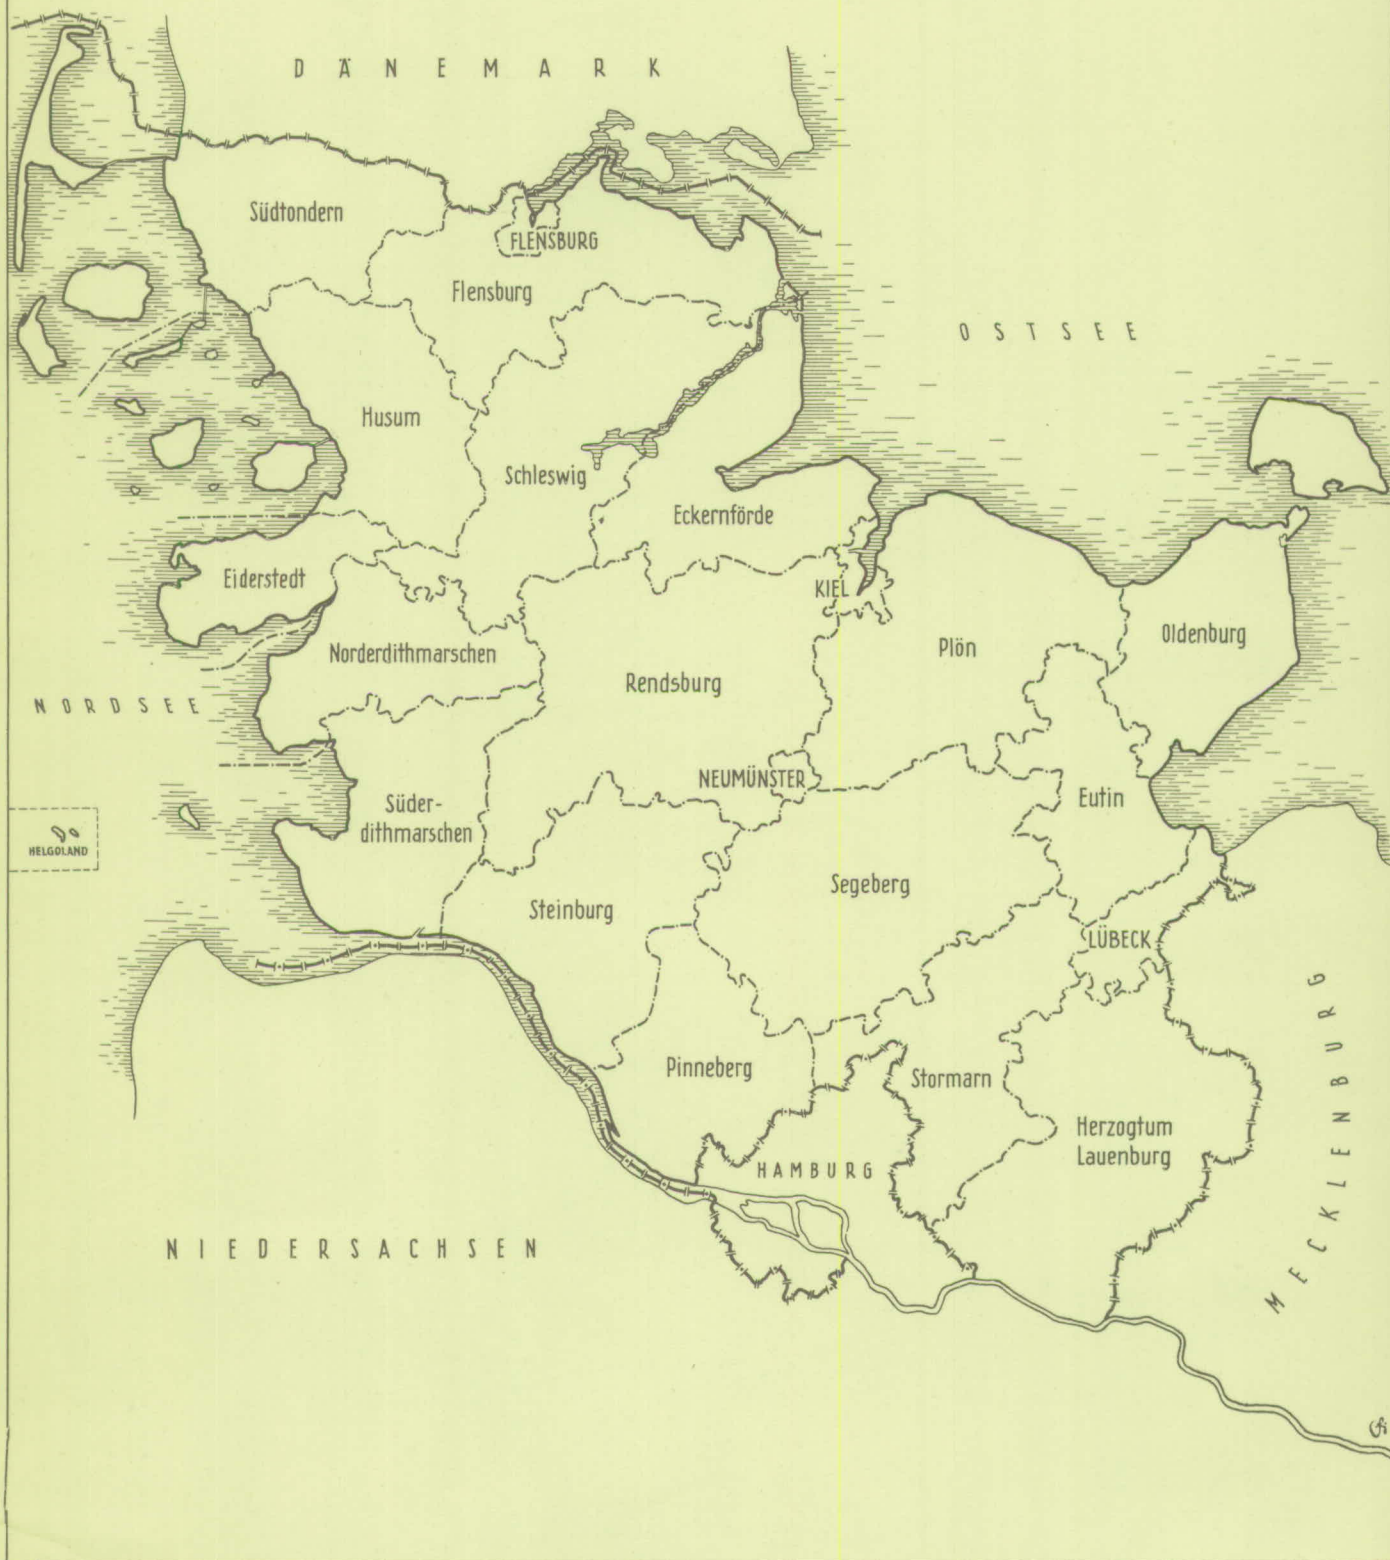 DÄNEMARK
Südtondern
FLENSBURG
Flensburg
OSTSEE
Husum
Schleswig
Eckernförde
Eiderstedt
KIEL
Oldenburg
Plön
Norderdithmarschen
Rendsburg
NORDSEE
NEUMÜNSTER
Eutin
Süder-
dithmarschen
HELGOLAND
Segeberg
Steinburg
LÜBECK
Pinneberg
Stormarn
Herzogtum
Lauenburg
HAMBURG
MECKLENBURG
NIEDERSACHSEN